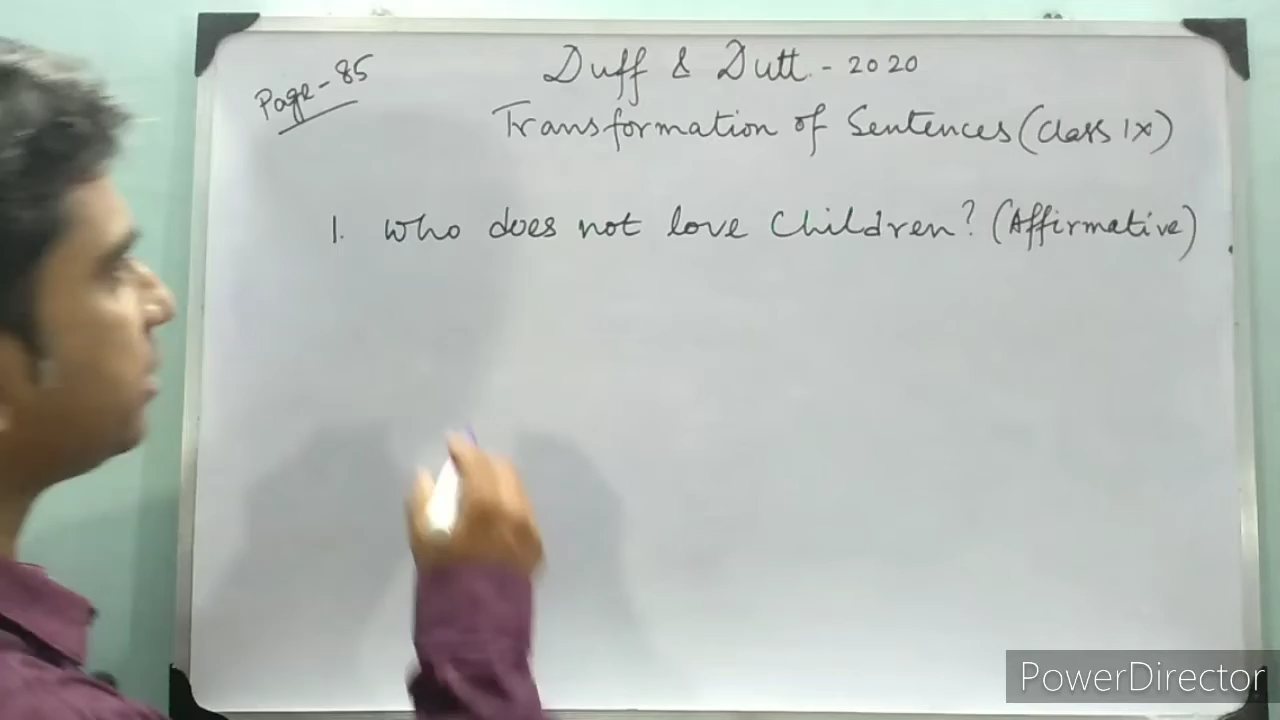 Page-85
Duff & Dutt - 2020
Transformation of Sentences (Class IX)
1. Who does not love Children? (Affirmative)
PowerDirector